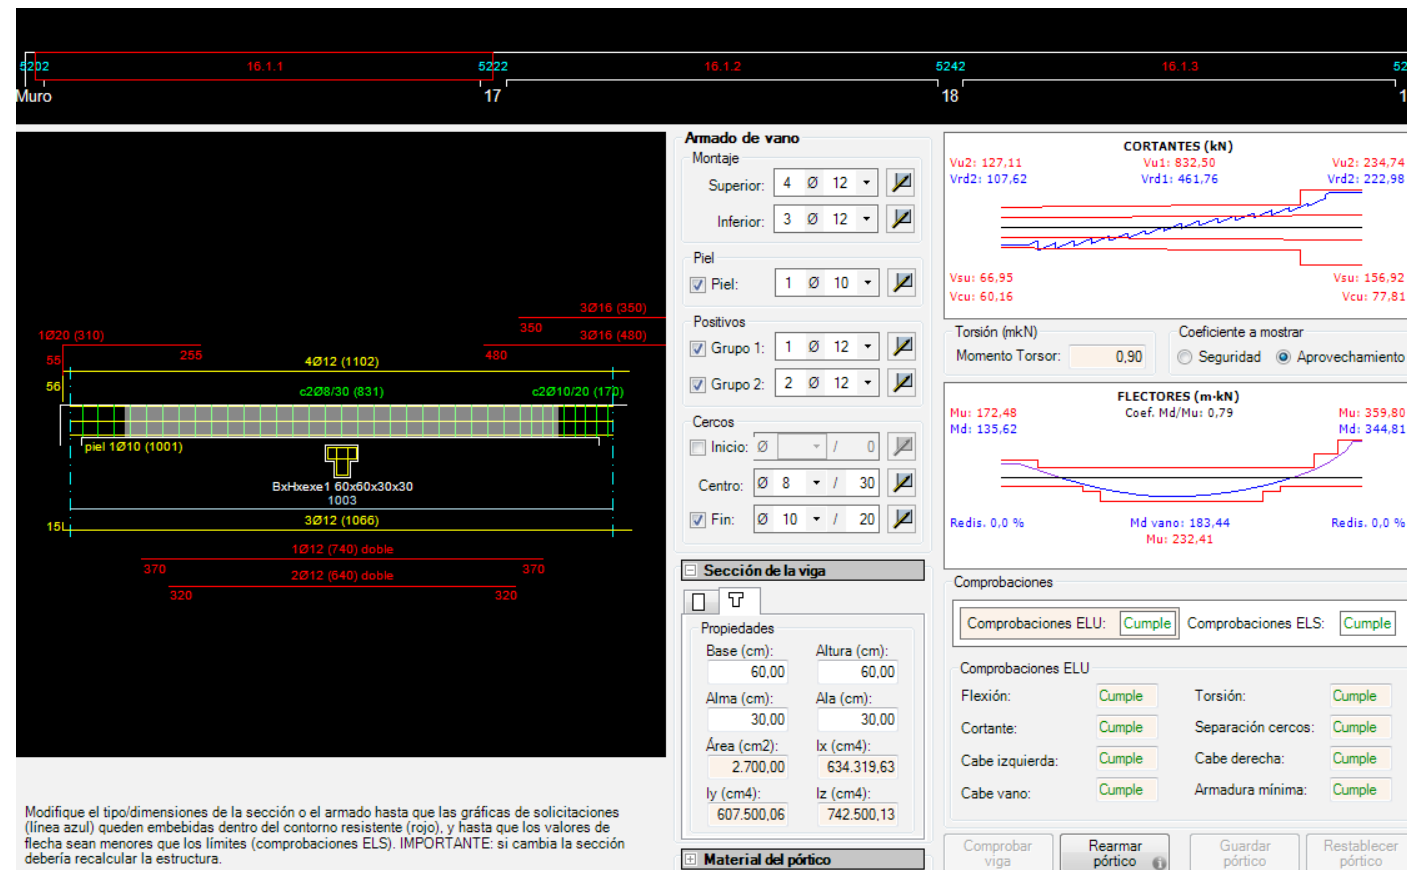 5202 16.1.1 5222 16.1.2 5242 16.1.3 52
Muro 17 18 1
3Ø16 (350)
350
3Ø16 (480)
480
1Ø20 (310)
55 255
4Ø12 (1102)
56
c2Ø8/30 (831) c2Ø10/20 (170)
piel 1Ø10 (1001)
BxHxexe1 60x60x30x30
1003
3Ø12 (1066)
15
1Ø12 (740) doble
370 370
2Ø12 (640) doble
320 320
Modifique el tipo/dimensiones de la sección o el armado hasta que las gráficas de solicitaciones
(línea azul) queden embebidas dentro del contorno resistente (rojo), y hasta que los valores de
flecha sean menores que los límites (comprobaciones ELS). IMPORTANTE: si cambia la sección
debería recalcular la estructura.
Armado de vano
Montaje
Superior: 4 Ø 12
Inferior: 3 Ø 12
Piel
Piel: 1 Ø 10
Positivos
Grupo 1: 1 Ø 12
Grupo 2: 2 Ø 12
Cercos
Inicio: Ø / 0
Centro: Ø 8 / 30
Fin: Ø 10 / 20
Sección de la viga
Propiedades
Base (cm): Altura (cm):
60,00 60,00
Alma (cm): Ala (cm):
30,00 30,00
Área (cm2): Ix (cm4):
2.700,00 634.319,63
Iy (cm4): Iz (cm4):
607.500,06 742.500,13
Material del pórtico
CORTANTES (kN)
Vu2: 127,11 Vu1: 832,50 Vu2: 234,74
Vrd2: 107,62 Vrd1: 461,76 Vrd2: 222,98
Vsu: 66,95 Vsu: 156,92
Vcu: 60,16 Vcu: 77,81
Torsión (mkN)
Momento Torsor: 0,90
Coeficiente a mostrar
Seguridad Aprovechamiento
FLECTORES (m·kN)
Mu: 172,48 Coef. Md/Mu: 0,79 Mu: 359,80
Md: 135,62 Md: 344,81
Redis. 0,0 % Md vano: 183,44 Redis. 0,0 %
Mu: 232,41
Comprobaciones
Comprobaciones ELU: Cumple Comprobaciones ELS: Cumple
Comprobaciones ELU
Flexión: Cumple Torsión: Cumple
Cortante: Cumple Separación cercos: Cumple
Cabe izquierda: Cumple Cabe derecha: Cumple
Cabe vano: Cumple Armadura mínima: Cumple
Comprobar viga
Rearmar pórtico
Guardar pórtico
Restablecer pórtico